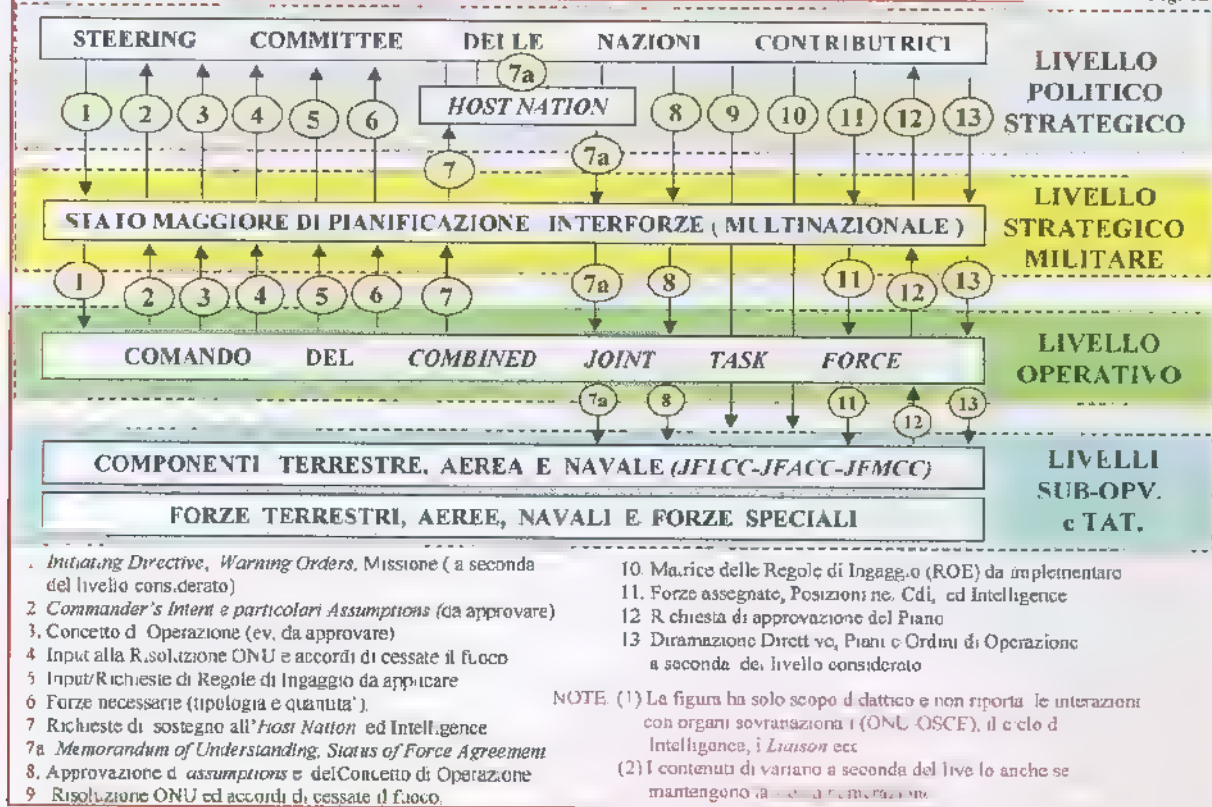 STEERING COMMITTEE DELLE NAZIONI CONTRIBUTRICI
LIVELLO
POLITICO
STRATEGICO
7a
HOST NATION
1 2 3 4 5 6 8 9 10 11 12 13
7 7a
STATO MAGGIORE DI PIANIFICAZIONE INTERFORZE ( MULTINAZIONALE )
LIVELLO
STRATEGICO
MILITARE
1 2 3 4 5 6 7 7a 8 11 12 13
COMANDO DEL COMBINED JOINT TASK FORCE
LIVELLO
OPERATIVO
7a 8 11 12 13
COMPONENTI TERRESTRE, AEREA E NAVALE (JFLCC-JFACC-JFMCC)
FORZE TERRESTRI, AEREE, NAVALI E FORZE SPECIALI
LIVELLI
SUB-OPV.
e TAT.
. Initiating Directive, Warning Orders, Missione ( a seconda
del livello considerato)
2 Commander's Intent e particolari Assumptions (da approvare)
3. Concetto d Operazione (ev. da approvare)
4 Input alla Risoluzione ONU e accordi di cessate il fuoco
5 Input/Richieste di Regole di Ingaggio da applicare
6 Forze necessarie (tipologia e quantita').
7 Richieste di sostegno all'Host Nation ed Intelligence
7a Memorandum of Understanding, Status of Force Agreement
8. Approvazione d assumptions e delConcetto di Operazione
9 Risoluzione ONU ed accordi di cessate il fuoco.
10. Matrice delle Regole di Ingaggio (ROE) da implementare
11. Forze assegnate, Posizioni ne. Cdi, ed Intelligence
12 Richiesta di approvazione del Piano
13 Diramazione Direttive, Piani e Ordini di Operazione
a seconda del livello considerato
NOTE (1) La figura ha solo scopo didattico e non riporta le interazioni
con organi sovranazionali (ONU-OSCE), il ciclo d
Intelligence, i Liaison ecc
(2) I contenuti di variano a seconda del livello anche se
mantengono la numerazione